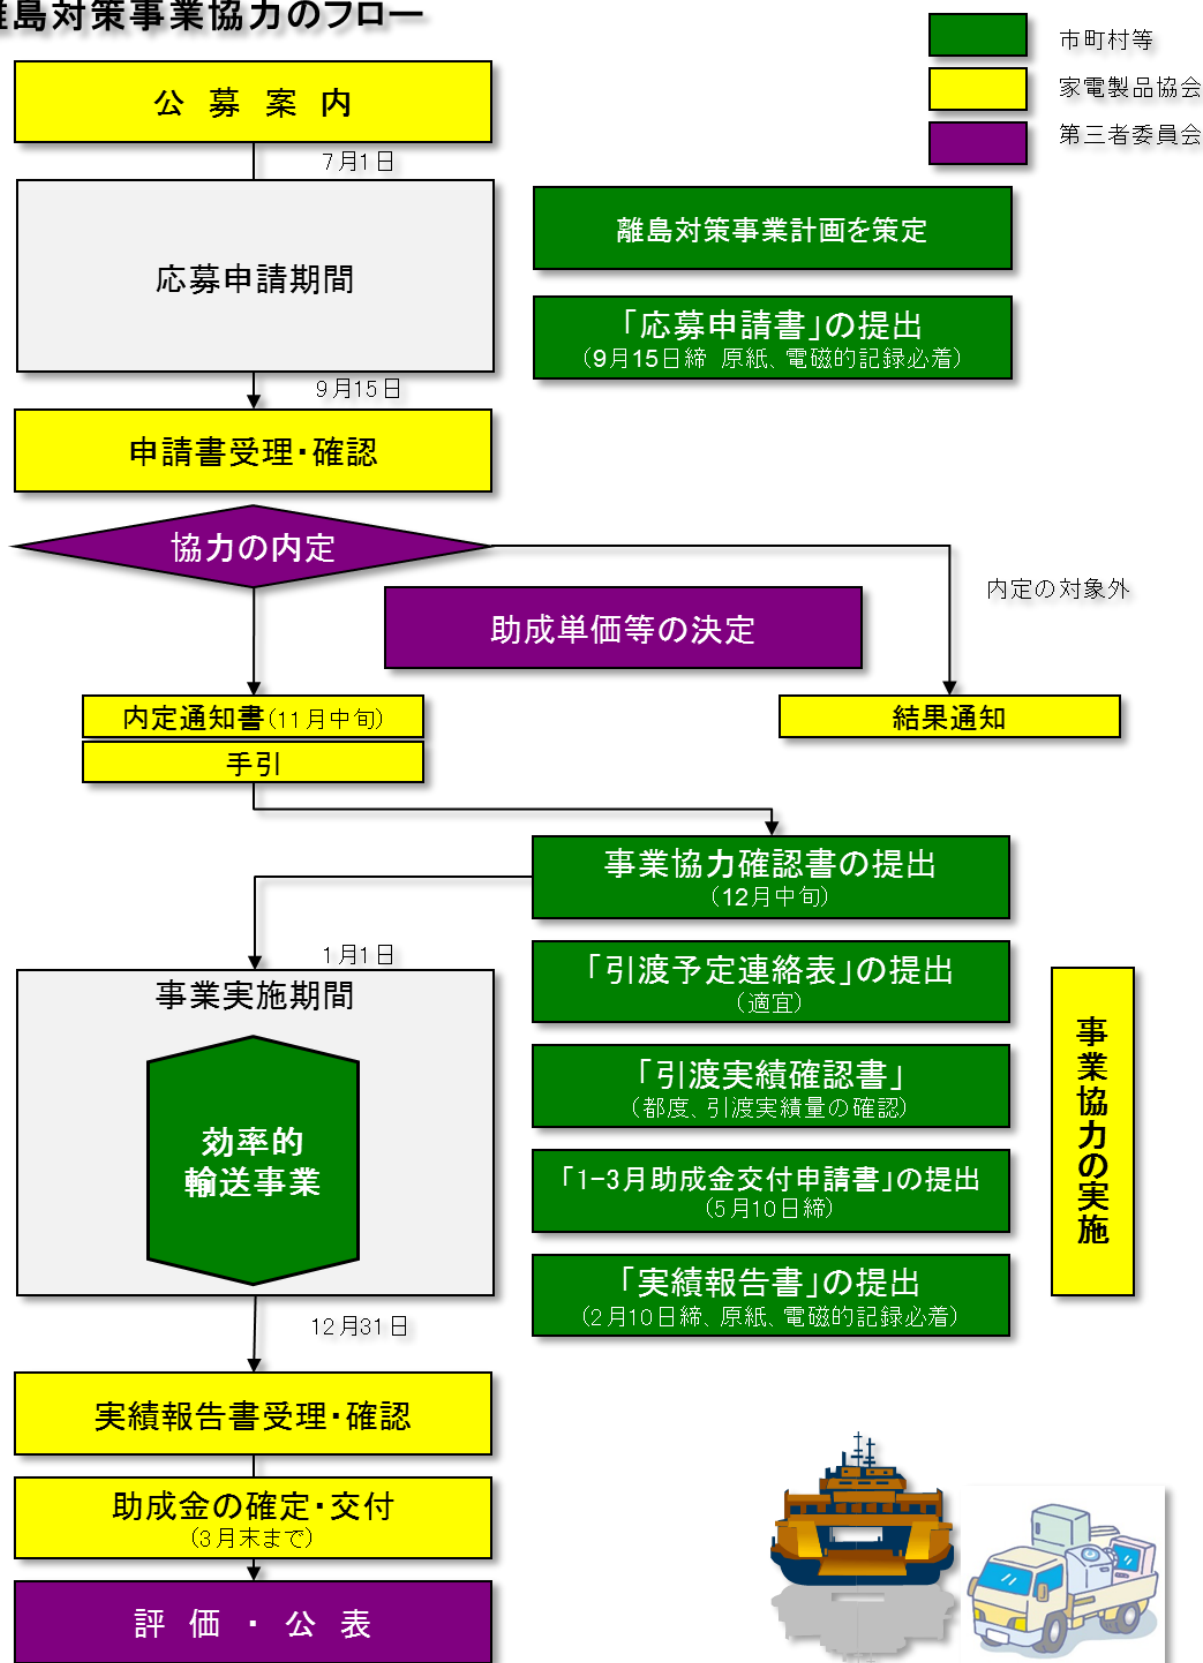 離島対策事業協力のフロー
市町村等
家電製品協会
第三者委員会
公募案内
7月1日
応募申請期間
離島対策事業計画を策定
「応募申請書」の提出
(9月15日締 原紙、電磁的記録必着)
9月15日
申請書受理・確認
協力の内定
内定の対象外
助成単価等の決定
内定通知書(11月中旬)
手引
結果通知
事業協力確認書の提出
(12月中旬)
1月1日
事業実施期間
効率的
輸送事業
「引渡予定連絡表」の提出
(適宜)
「引渡実績確認書」
(都度、引渡実績量の確認)
「1-3月助成金交付申請書」の提出
(5月10日締)
「実績報告書」の提出
(2月10日締、原紙、電磁的記録必着)
事業協力の実施
12月31日
実績報告書受理・確認
助成金の確定・交付
(3月末まで)
評価・公表